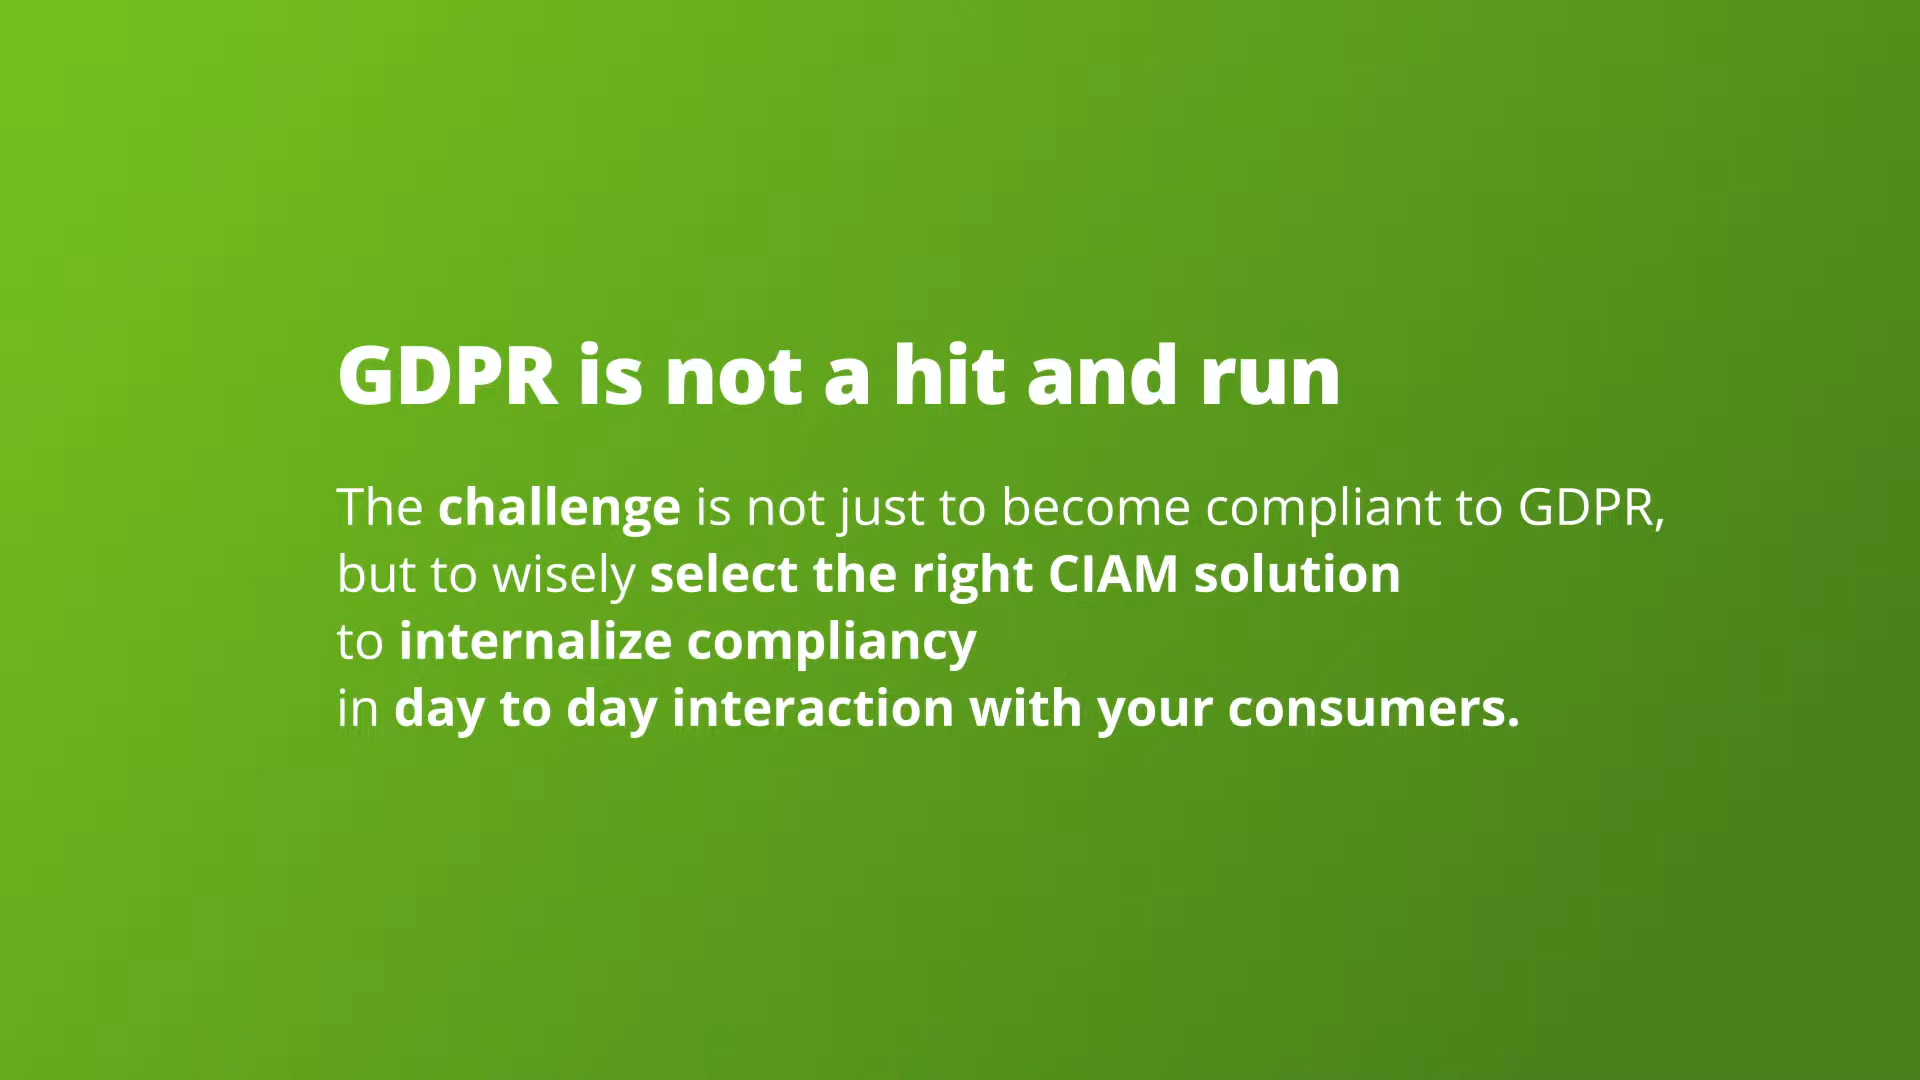 GDPR is not a hit and run
The challenge is not just to become compliant to GDPR,
but to wisely select the right CIAM solution
to internalize compliancy
in day to day interaction with your consumers.